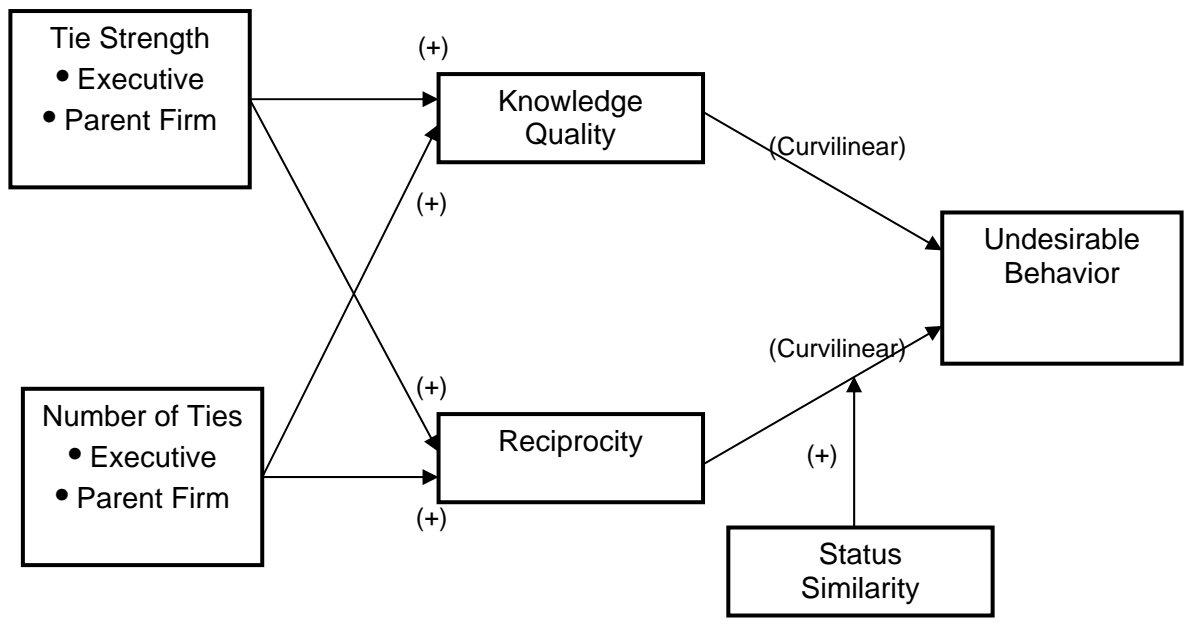 Tie Strength
• Executive
• Parent Firm
(+)
Knowledge
Quality
(Curvilinear)
(+)
Undesirable
Behavior
(Curvilinear)
Number of Ties
• Executive
• Parent Firm
(+)
Reciprocity
(+)
(+)
Status
Similarity